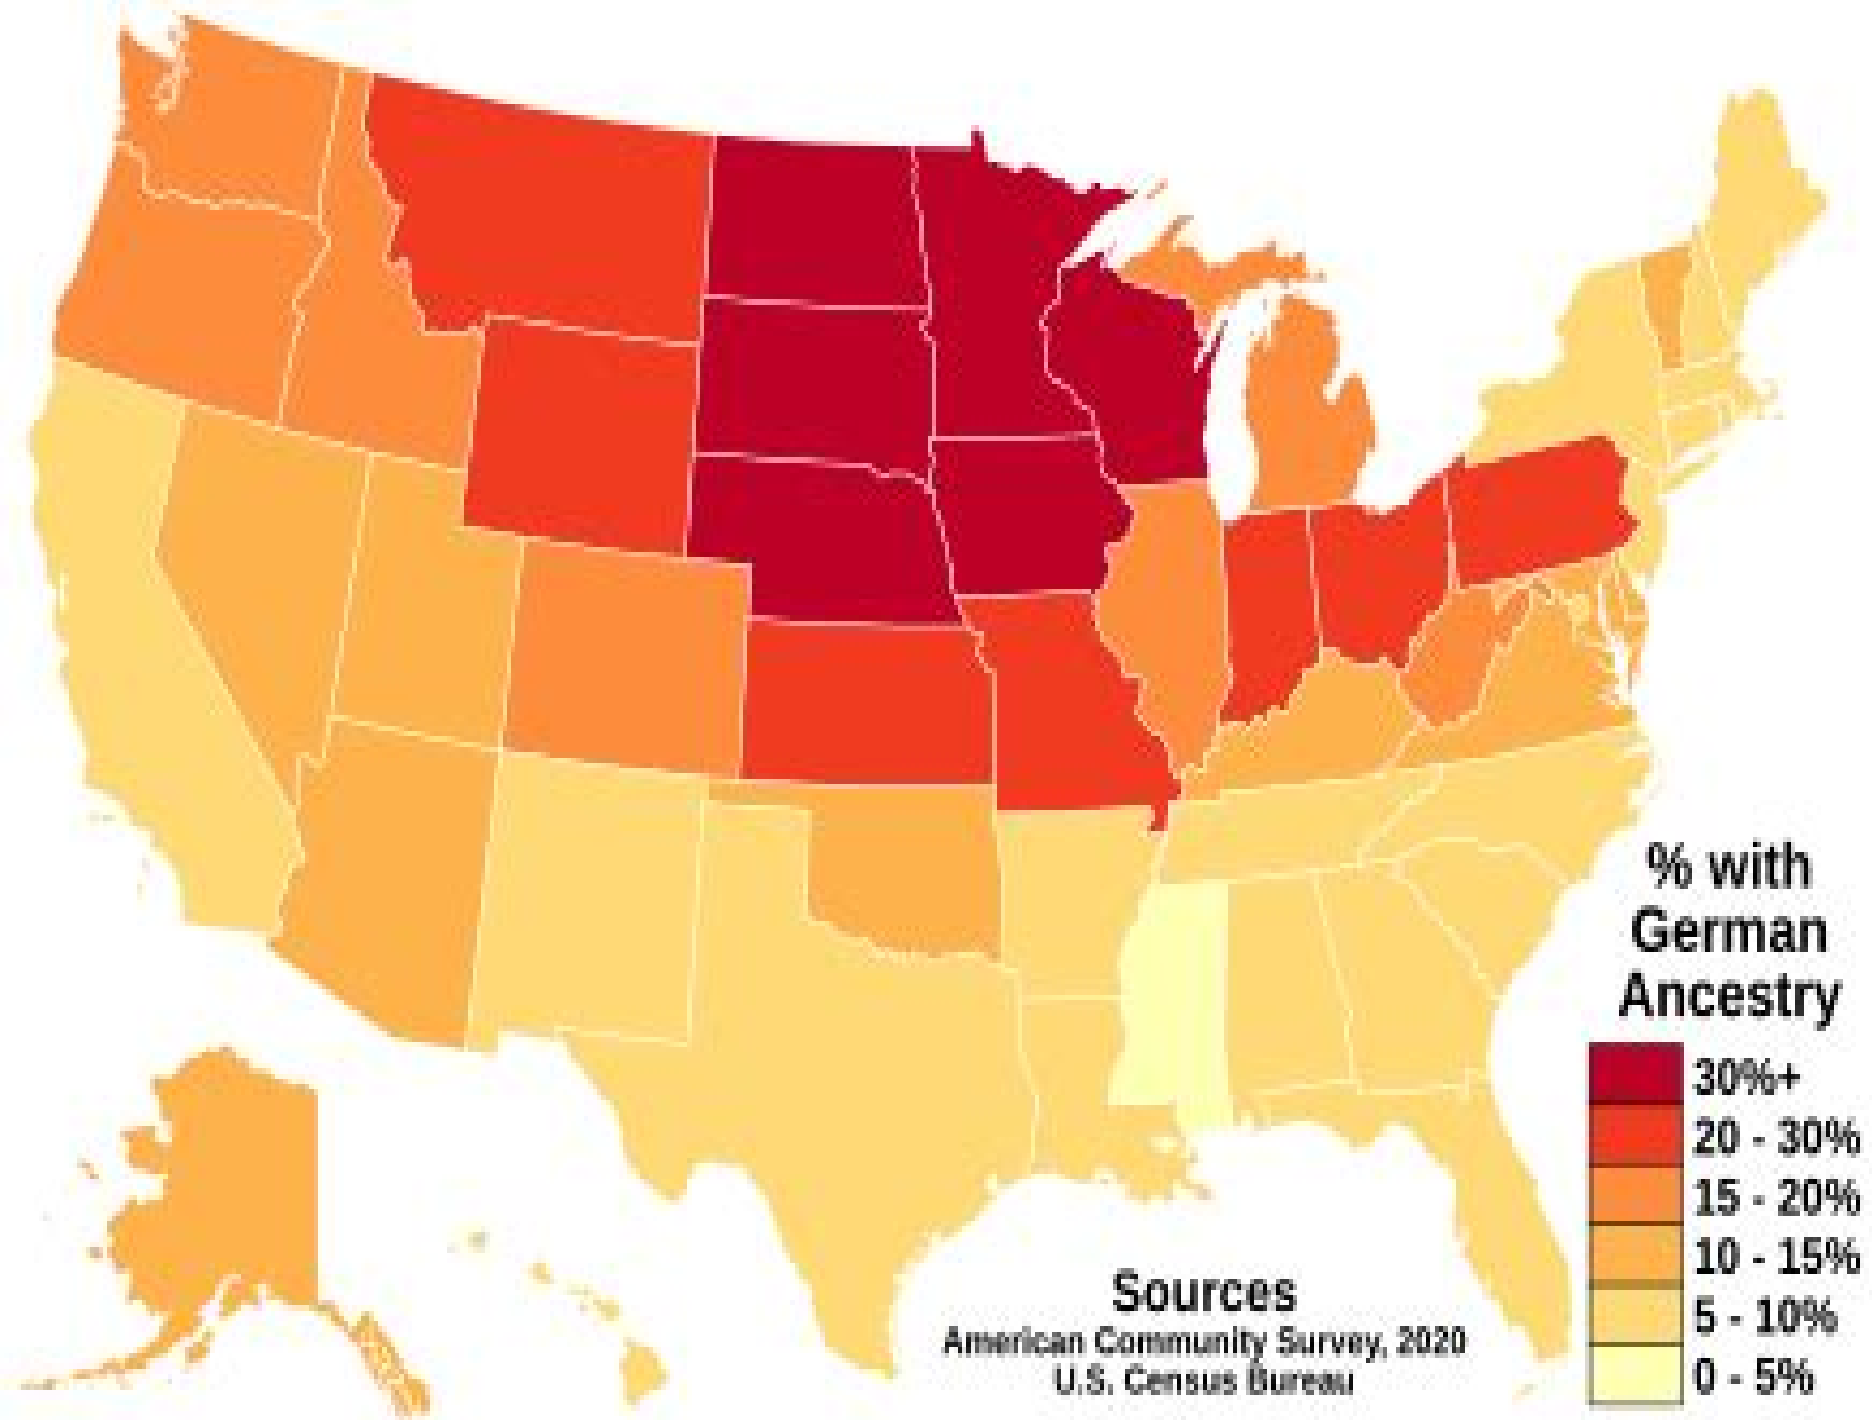 % with
German
Ancestry
30%+
20 - 30%
15 - 20%
10 - 15%
5 - 10%
0 - 5%
Sources
American Community Survey, 2020
U.S. Census Bureau